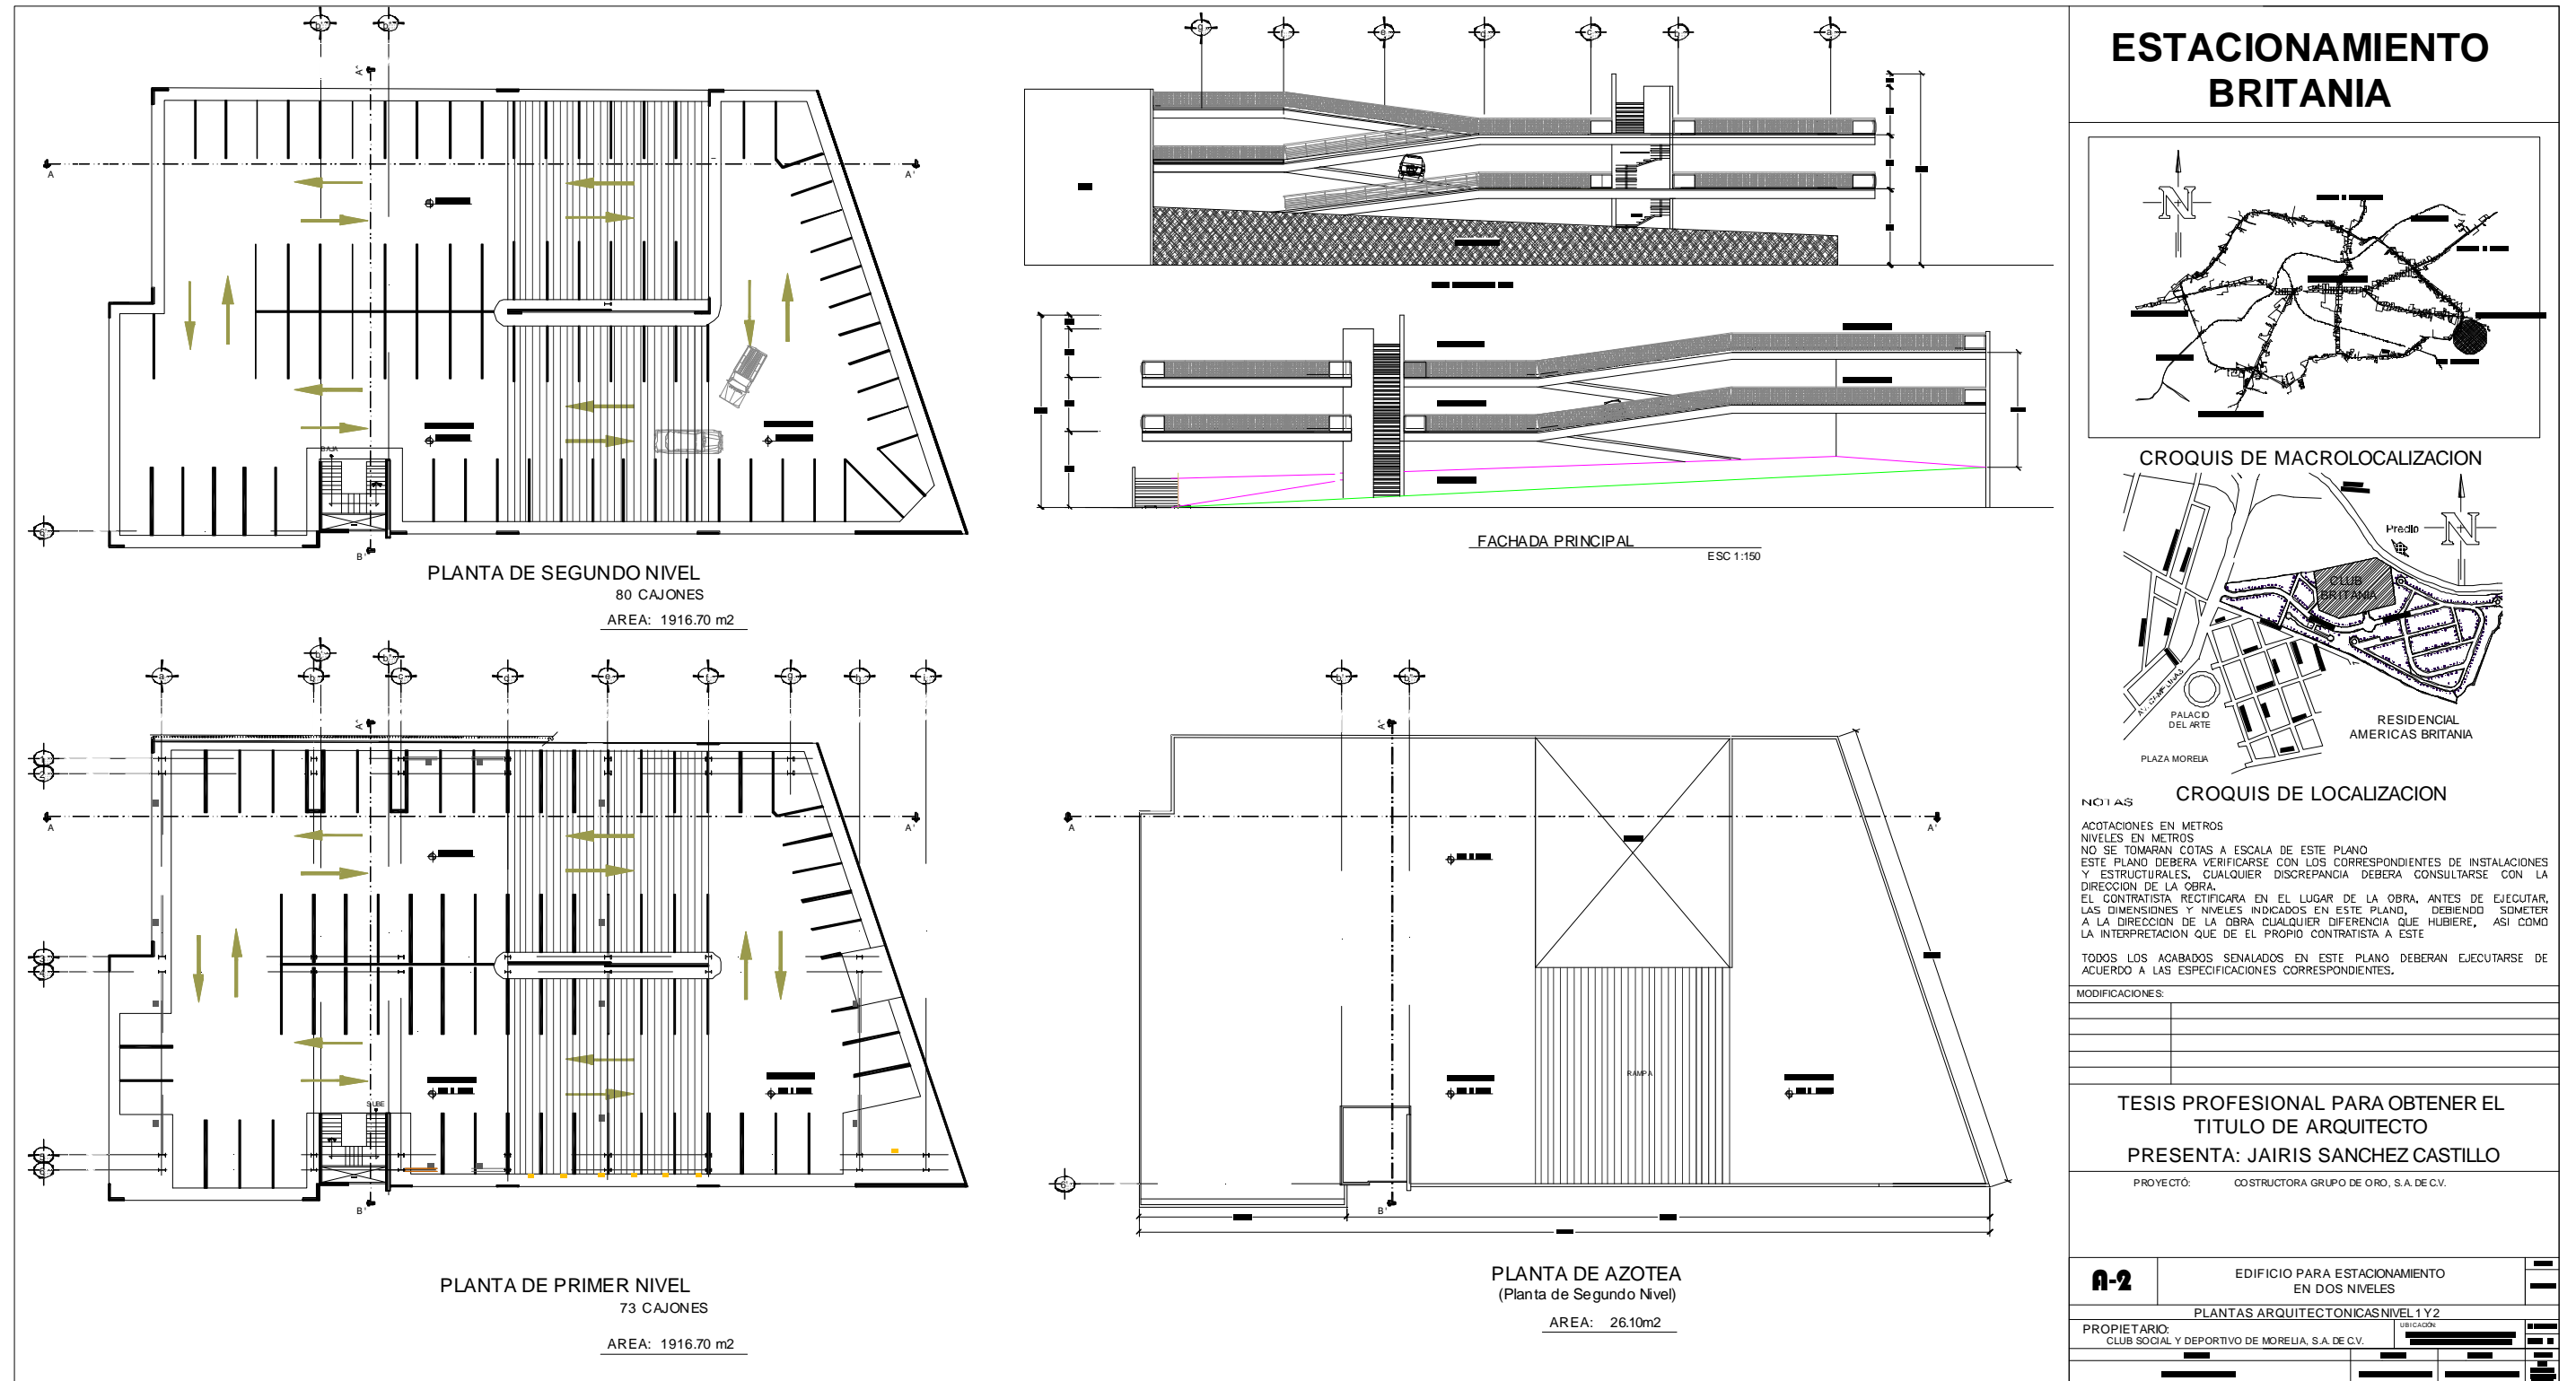 A'
A
A'
BAJA
B'
PLANTA DE SEGUNDO NIVEL
80 CAJONES
AREA: 1916.70 m2
FACHADA PRINCIPAL
ESC 1:150
A'
A
A'
SUBE
B'
PLANTA DE PRIMER NIVEL
73 CAJONES
AREA: 1916.70 m2
A'
A
A'
RAMPA
B'
PLANTA DE AZOTEA
(Planta de Segundo Nivel)
AREA: 26.10m2
ESTACIONAMIENTO
BRITANIA
N
CROQUIS DE MACROLOCALIZACION
Predio
N
CLUB
BRITANIA
PALACIO
DEL ARTE
RESIDENCIAL
AMERICAS BRITANIA
PLAZA MORELIA
CROQUIS DE LOCALIZACION
NOTAS
ACOTACIONES EN METROS
NIVELES EN METROS
NO SE TOMARAN COTAS A ESCALA DE ESTE PLANO
ESTE PLANO DEBERA VERIFICARSE CON LOS CORRESPONDIENTES DE INSTALACIONES
Y ESTRUCTURALES, CUALQUIER DISCREPANCIA DEBERA CONSULTARSE CON LA
DIRECCION DE LA OBRA.
EL CONTRATISTA RECTIFICARA EN EL LUGAR DE LA OBRA, ANTES DE EJECUTAR,
LAS DIMENSIONES Y NIVELES INDICADOS EN ESTE PLANO, DEBIENDO SOMETER
A LA DIRECCION DE LA OBRA CUALQUIER DIFERENCIA QUE HUBIERE, ASI COMO
LA INTERPRETACION QUE DE EL PROPIO CONTRATISTA A ESTE
TODOS LOS ACABADOS SENALADOS EN ESTE PLANO DEBERAN EJECUTARSE DE
ACUERDO A LAS ESPECIFICACIONES CORRESPONDIENTES.
MODIFICACIONES:
TESIS PROFESIONAL PARA OBTENER EL
TITULO DE ARQUITECTO
PRESENTA: JAIRIS SANCHEZ CASTILLO
PROYECTÓ: COSTRUCTORA GRUPO DE ORO, S.A. DE C.V.
A-2
EDIFICIO PARA ESTACIONAMIENTO
EN DOS NIVELES
PLANTAS ARQUITECTONICAS NIVEL 1 Y 2
PROPIETARIO:
CLUB SOCIAL Y DEPORTIVO DE MORELIA, S.A. DE C.V.
UBICACIÓN